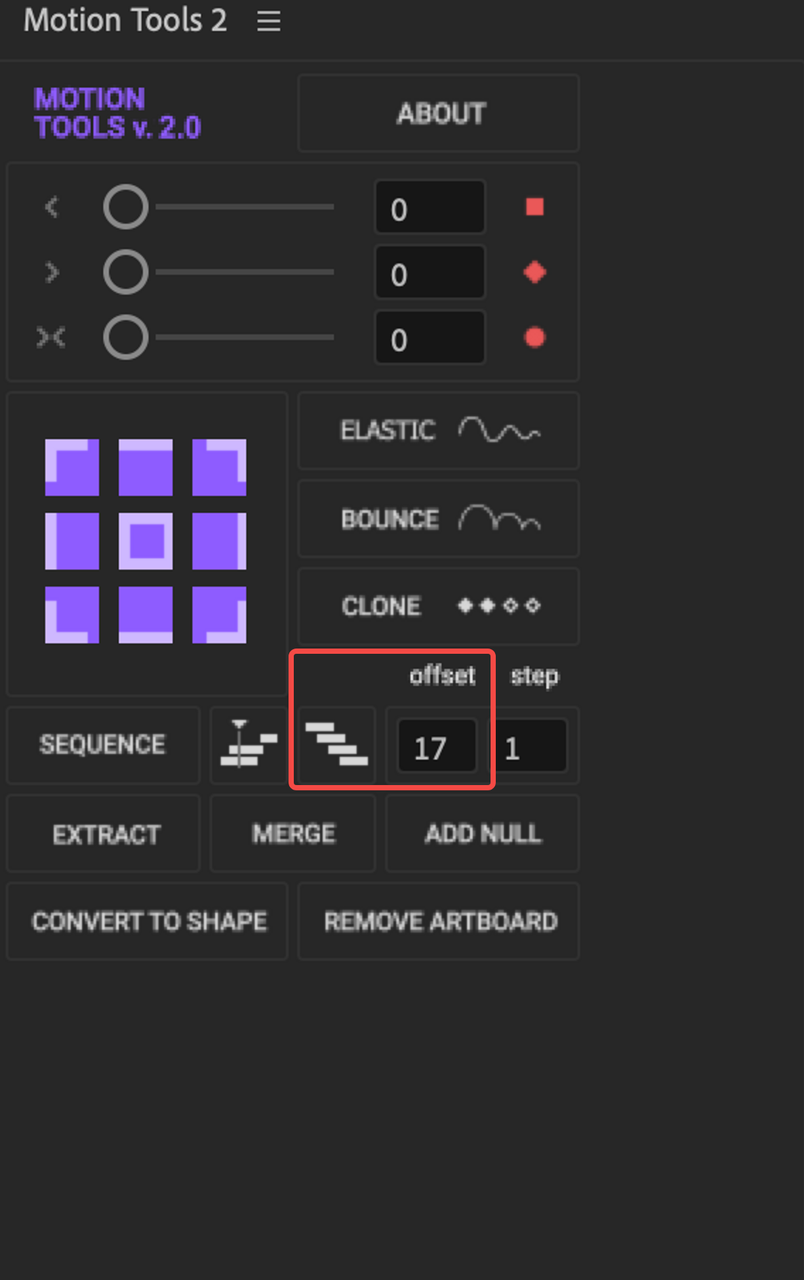 Motion Tools 2
MOTION
TOOLS v. 2.0
ABOUT
0
0
0
ELASTIC
BOUNCE
CLONE
offset step
SEQUENCE 17 1
EXTRACT MERGE ADD NULL
CONVERT TO SHAPE REMOVE ARTBOARD